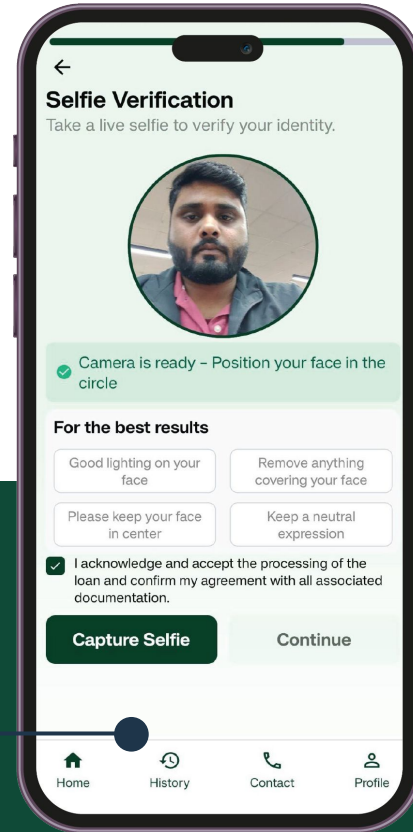 Selfie Verification
Take a live selfie to verify your identity.
Camera is ready – Position your face in the
circle
For the best results
Good lighting on your
face
Remove anything
covering your face
Please keep your face
in center
Keep a neutral
expression
I acknowledge and accept the processing of the
loan and confirm my agreement with all associated
documentation.
Capture Selfie
Continue
Home
History
Contact
Profile